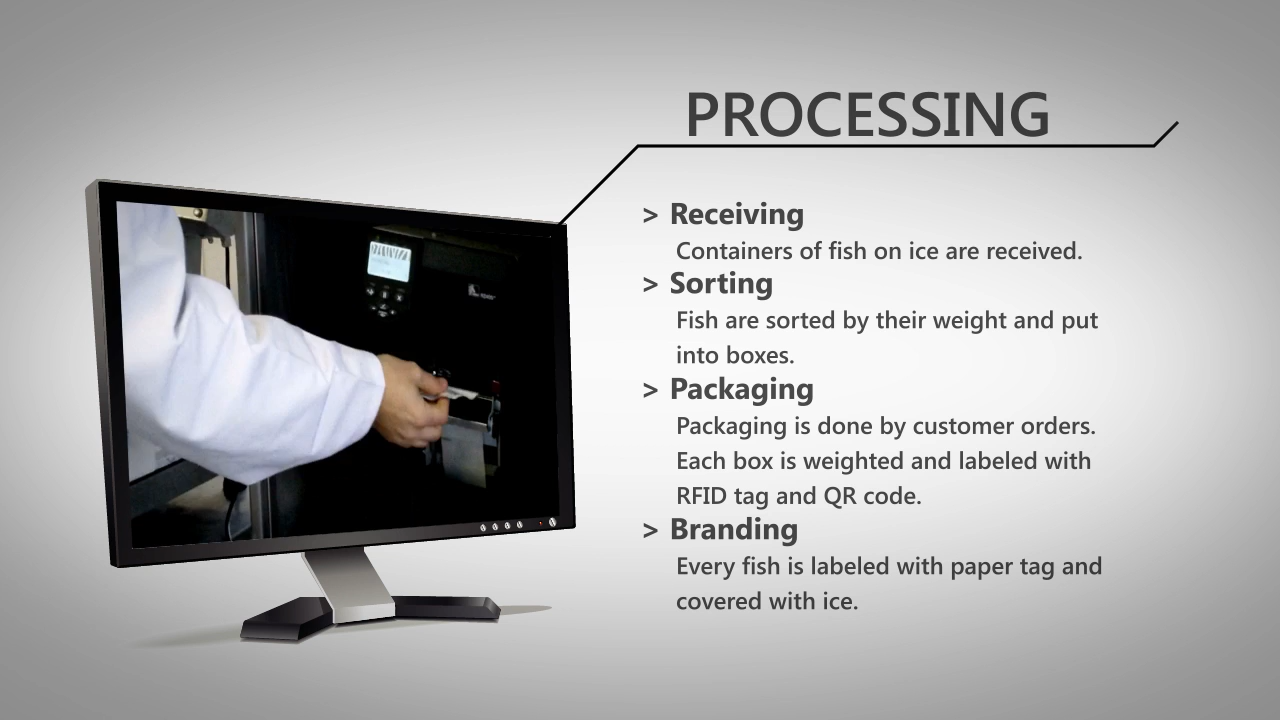 PROCESSING
> Receiving
Containers of fish on ice are received.
> Sorting
Fish are sorted by their weight and put
into boxes.
> Packaging
Packaging is done by customer orders.
Each box is weighted and labeled with
RFID tag and QR code.
> Branding
Every fish is labeled with paper tag and
covered with ice.